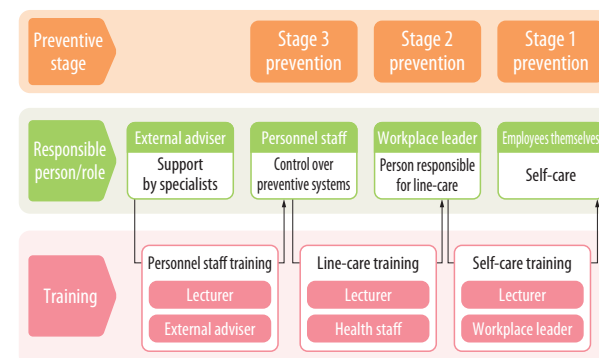 Preventive
stage
Stage 3
prevention
Stage 2
prevention
Stage 1
prevention
Responsible
person/role
External adviser
Support
by specialists
Personnel staff
Control over
preventive systems
Workplace leader
Person responsible
for line-care
Employees themselves
Self-care
Training
Personnel staff training
Lecturer
External adviser
Line-care training
Lecturer
Health staff
Self-care training
Lecturer
Workplace leader